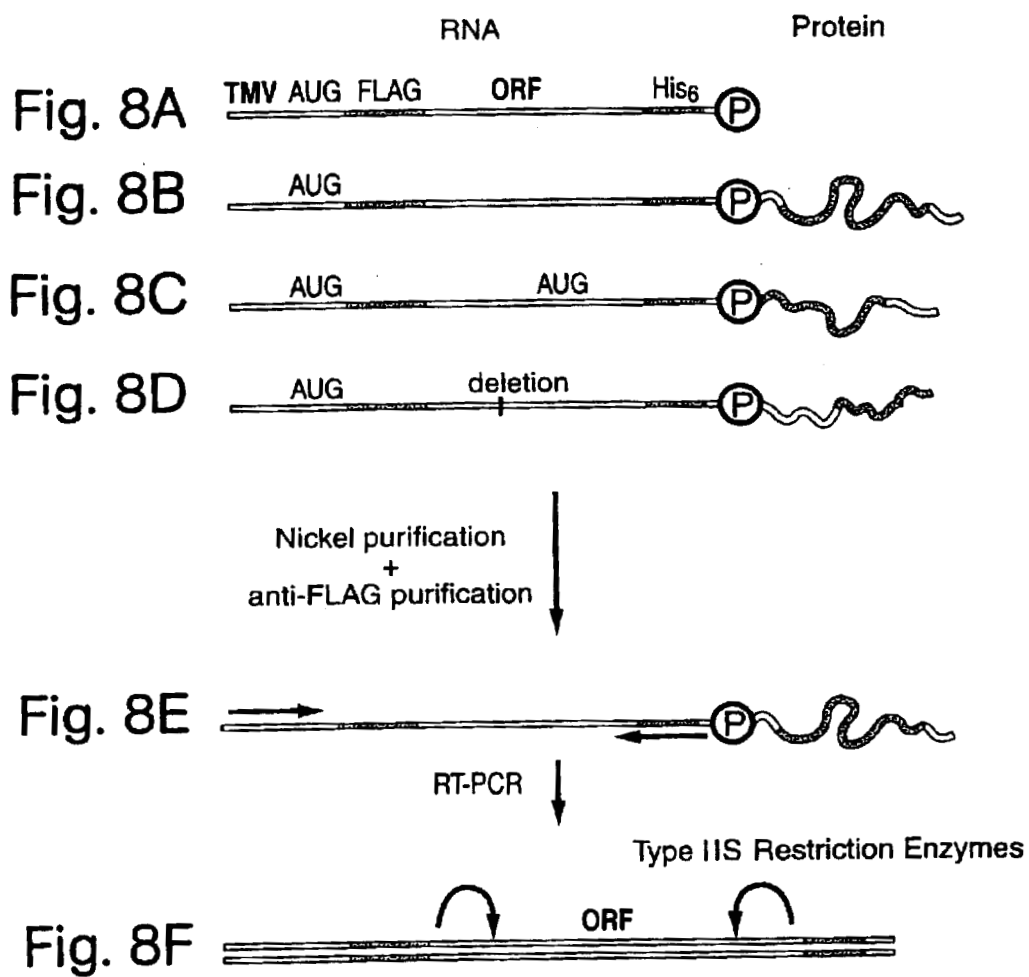 RNA Protein
Fig. 8A TMV AUG FLAG ORF His6 P
Fig. 8B AUG P
Fig. 8C AUG AUG P
Fig. 8D AUG deletion P
Nickel purification
+
anti-FLAG purification
Fig. 8E P
RT-PCR
Type IIS Restriction Enzymes
Fig. 8F ORF